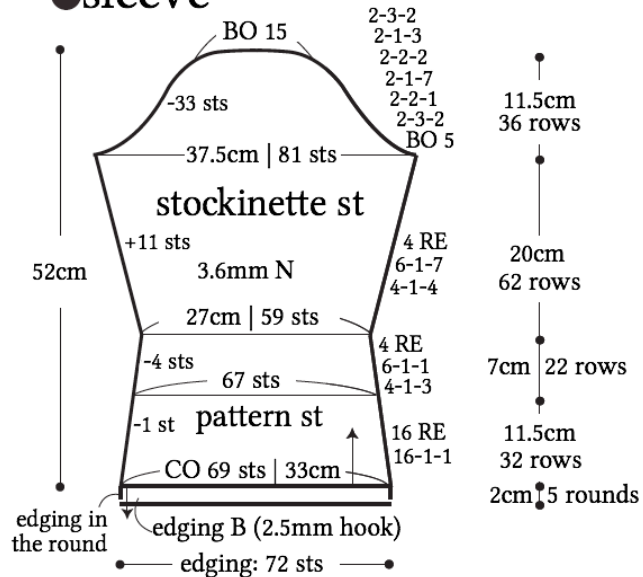 sleeve
BO 15
2-3-2
2-1-3
2-2-2
2-1-7
2-2-1
2-3-2
BO 5
-33 sts
11.5cm
36 rows
37.5cm | 81 sts
stockinette st
+11 sts
3.6mm N
4 RE
6-1-7
4-1-4
20cm
62 rows
52cm
27cm | 59 sts
-4 sts
4 RE
6-1-1
4-1-3
7cm
22 rows
67 sts
-1 st
pattern st
16 RE
16-1-1
11.5cm
32 rows
CO 69 sts | 33cm
2cm
5 rounds
edging in
the round
edging B (2.5mm hook)
edging: 72 sts